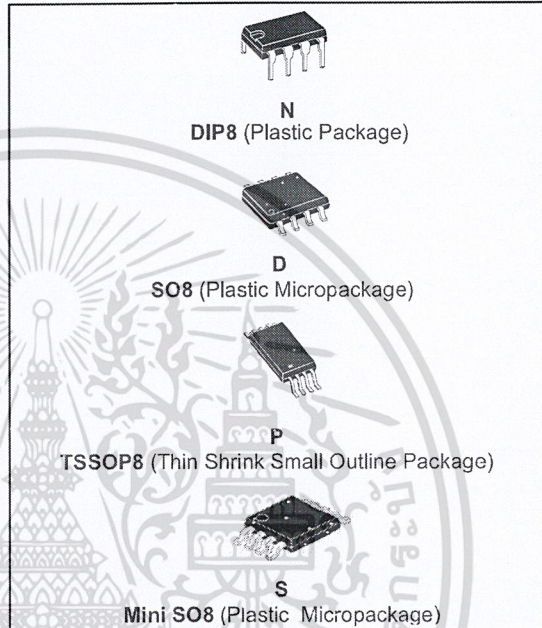 N
DIP8 (Plastic Package)
D
SO8 (Plastic Micropackage)
P
TSSOP8 (Thin Shrink Small Outline Package)
S
Mini SO8 (Plastic Micropackage)